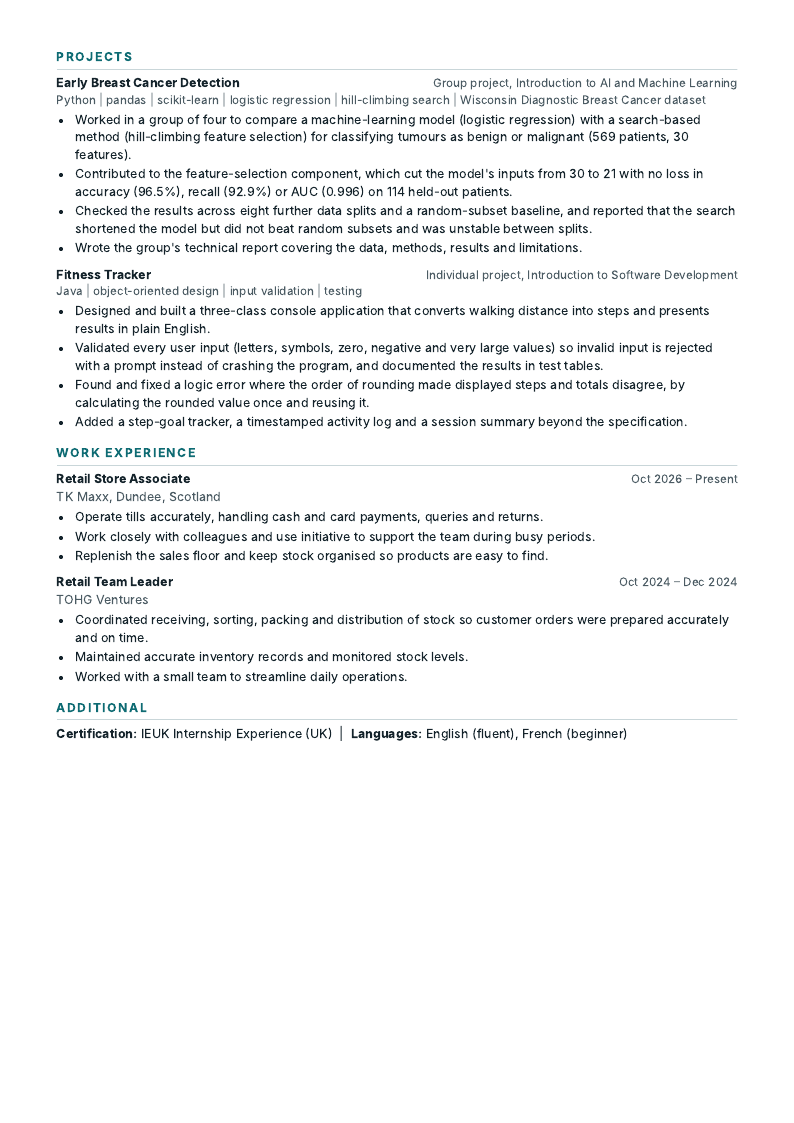 PROJECTS
Early Breast Cancer Detection Group project, Introduction to AI and Machine Learning
Python | pandas | scikit-learn | logistic regression | hill-climbing search | Wisconsin Diagnostic Breast Cancer dataset
• Worked in a group of four to compare a machine-learning model (logistic regression) with a search-based
method (hill-climbing feature selection) for classifying tumours as benign or malignant (569 patients, 30
features).
• Contributed to the feature-selection component, which cut the model's inputs from 30 to 21 with no loss in
accuracy (96.5%), recall (92.9%) or AUC (0.996) on 114 held-out patients.
• Checked the results across eight further data splits and a random-subset baseline, and reported that the search
shortened the model but did not beat random subsets and was unstable between splits.
• Wrote the group's technical report covering the data, methods, results and limitations.
Fitness Tracker Individual project, Introduction to Software Development
Java | object-oriented design | input validation | testing
• Designed and built a three-class console application that converts walking distance into steps and presents
results in plain English.
• Validated every user input (letters, symbols, zero, negative and very large values) so invalid input is rejected
with a prompt instead of crashing the program, and documented the results in test tables.
• Found and fixed a logic error where the order of rounding made displayed steps and totals disagree, by
calculating the rounded value once and reusing it.
• Added a step-goal tracker, a timestamped activity log and a session summary beyond the specification.
WORK EXPERIENCE
Retail Store Associate Oct 2026 – Present
TK Maxx, Dundee, Scotland
• Operate tills accurately, handling cash and card payments, queries and returns.
• Work closely with colleagues and use initiative to support the team during busy periods.
• Replenish the sales floor and keep stock organised so products are easy to find.
Retail Team Leader Oct 2024 – Dec 2024
TOHG Ventures
• Coordinated receiving, sorting, packing and distribution of stock so customer orders were prepared accurately
and on time.
• Maintained accurate inventory records and monitored stock levels.
• Worked with a small team to streamline daily operations.
ADDITIONAL
Certification: IEUK Internship Experience (UK) | Languages: English (fluent), French (beginner)